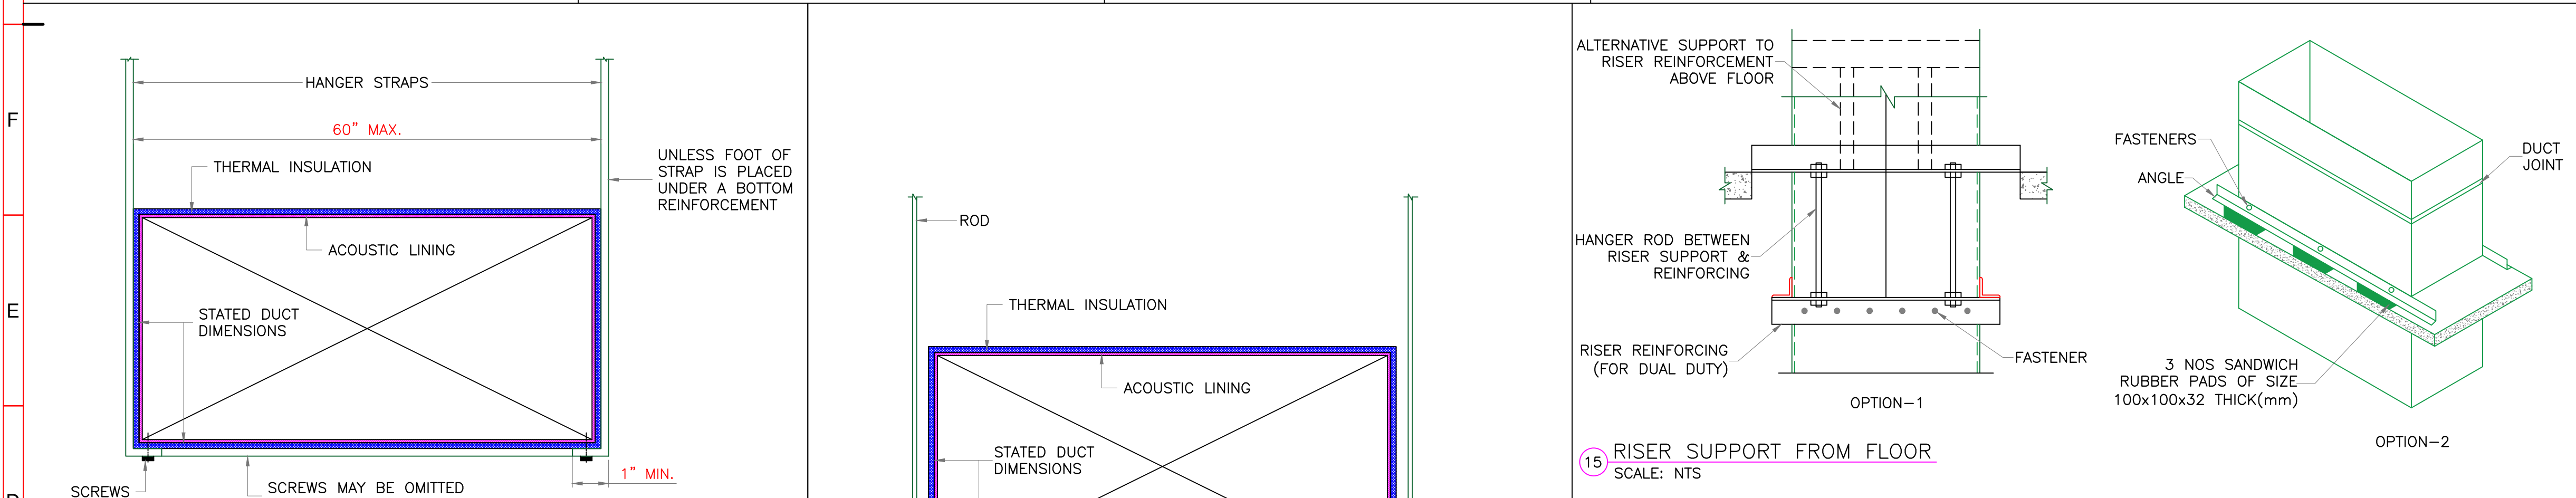 F
E
HANGER STRAPS
60” MAX.
THERMAL INSULATION
UNLESS FOOT OF
STRAP IS PLACED
UNDER A BOTTOM
REINFORCEMENT
ACOUSTIC LINING
STATED DUCT
DIMENSIONS
1” MIN.
SCREWS
SCREWS MAY BE OMITTED
ROD
THERMAL INSULATION
ACOUSTIC LINING
STATED DUCT
DIMENSIONS
ALTERNATIVE SUPPORT TO
RISER REINFORCEMENT
ABOVE FLOOR
HANGER ROD BETWEEN
RISER SUPPORT &
REINFORCING
RISER REINFORCING
(FOR DUAL DUTY)
FASTENER
OPTION-1
FASTENERS
ANGLE
DUCT
JOINT
3 NOS SANDWICH
RUBBER PADS OF SIZE
100x100x32 THICK(mm)
OPTION-2
15 RISER SUPPORT FROM FLOOR
SCALE: NTS